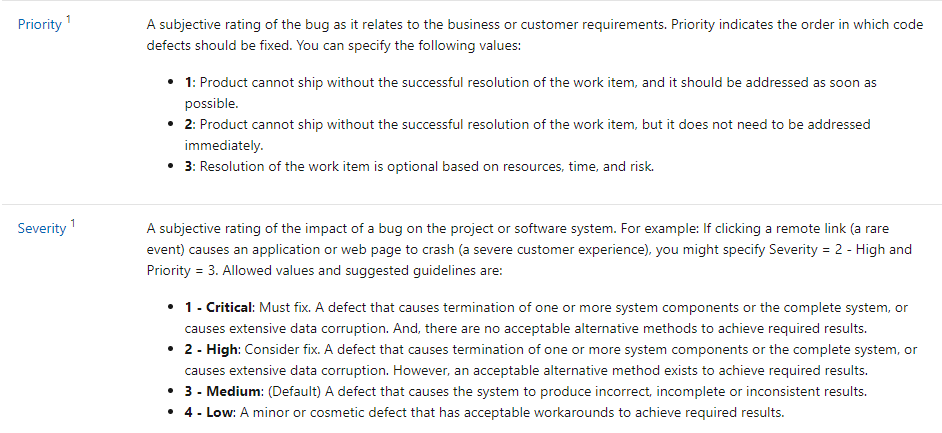 Priority 1
A subjective rating of the bug as it relates to the business or customer requirements. Priority indicates the order in which code
defects should be fixed. You can specify the following values:
• 1: Product cannot ship without the successful resolution of the work item, and it should be addressed as soon as
possible.
• 2: Product cannot ship without the successful resolution of the work item, but it does not need to be addressed
immediately.
• 3: Resolution of the work item is optional based on resources, time, and risk.
Severity 1
A subjective rating of the impact of a bug on the project or software system. For example: If clicking a remote link (a rare
event) causes an application or web page to crash (a severe customer experience), you might specify Severity = 2 - High and
Priority = 3. Allowed values and suggested guidelines are:
• 1 - Critical: Must fix. A defect that causes termination of one or more system components or the complete system, or
causes extensive data corruption. And, there are no acceptable alternative methods to achieve required results.
• 2 - High: Consider fix. A defect that causes termination of one or more system components or the complete system, or
causes extensive data corruption. However, an acceptable alternative method exists to achieve required results.
• 3 - Medium: (Default) A defect that causes the system to produce incorrect, incomplete or inconsistent results.
• 4 - Low: A minor or cosmetic defect that has acceptable workarounds to achieve required results.